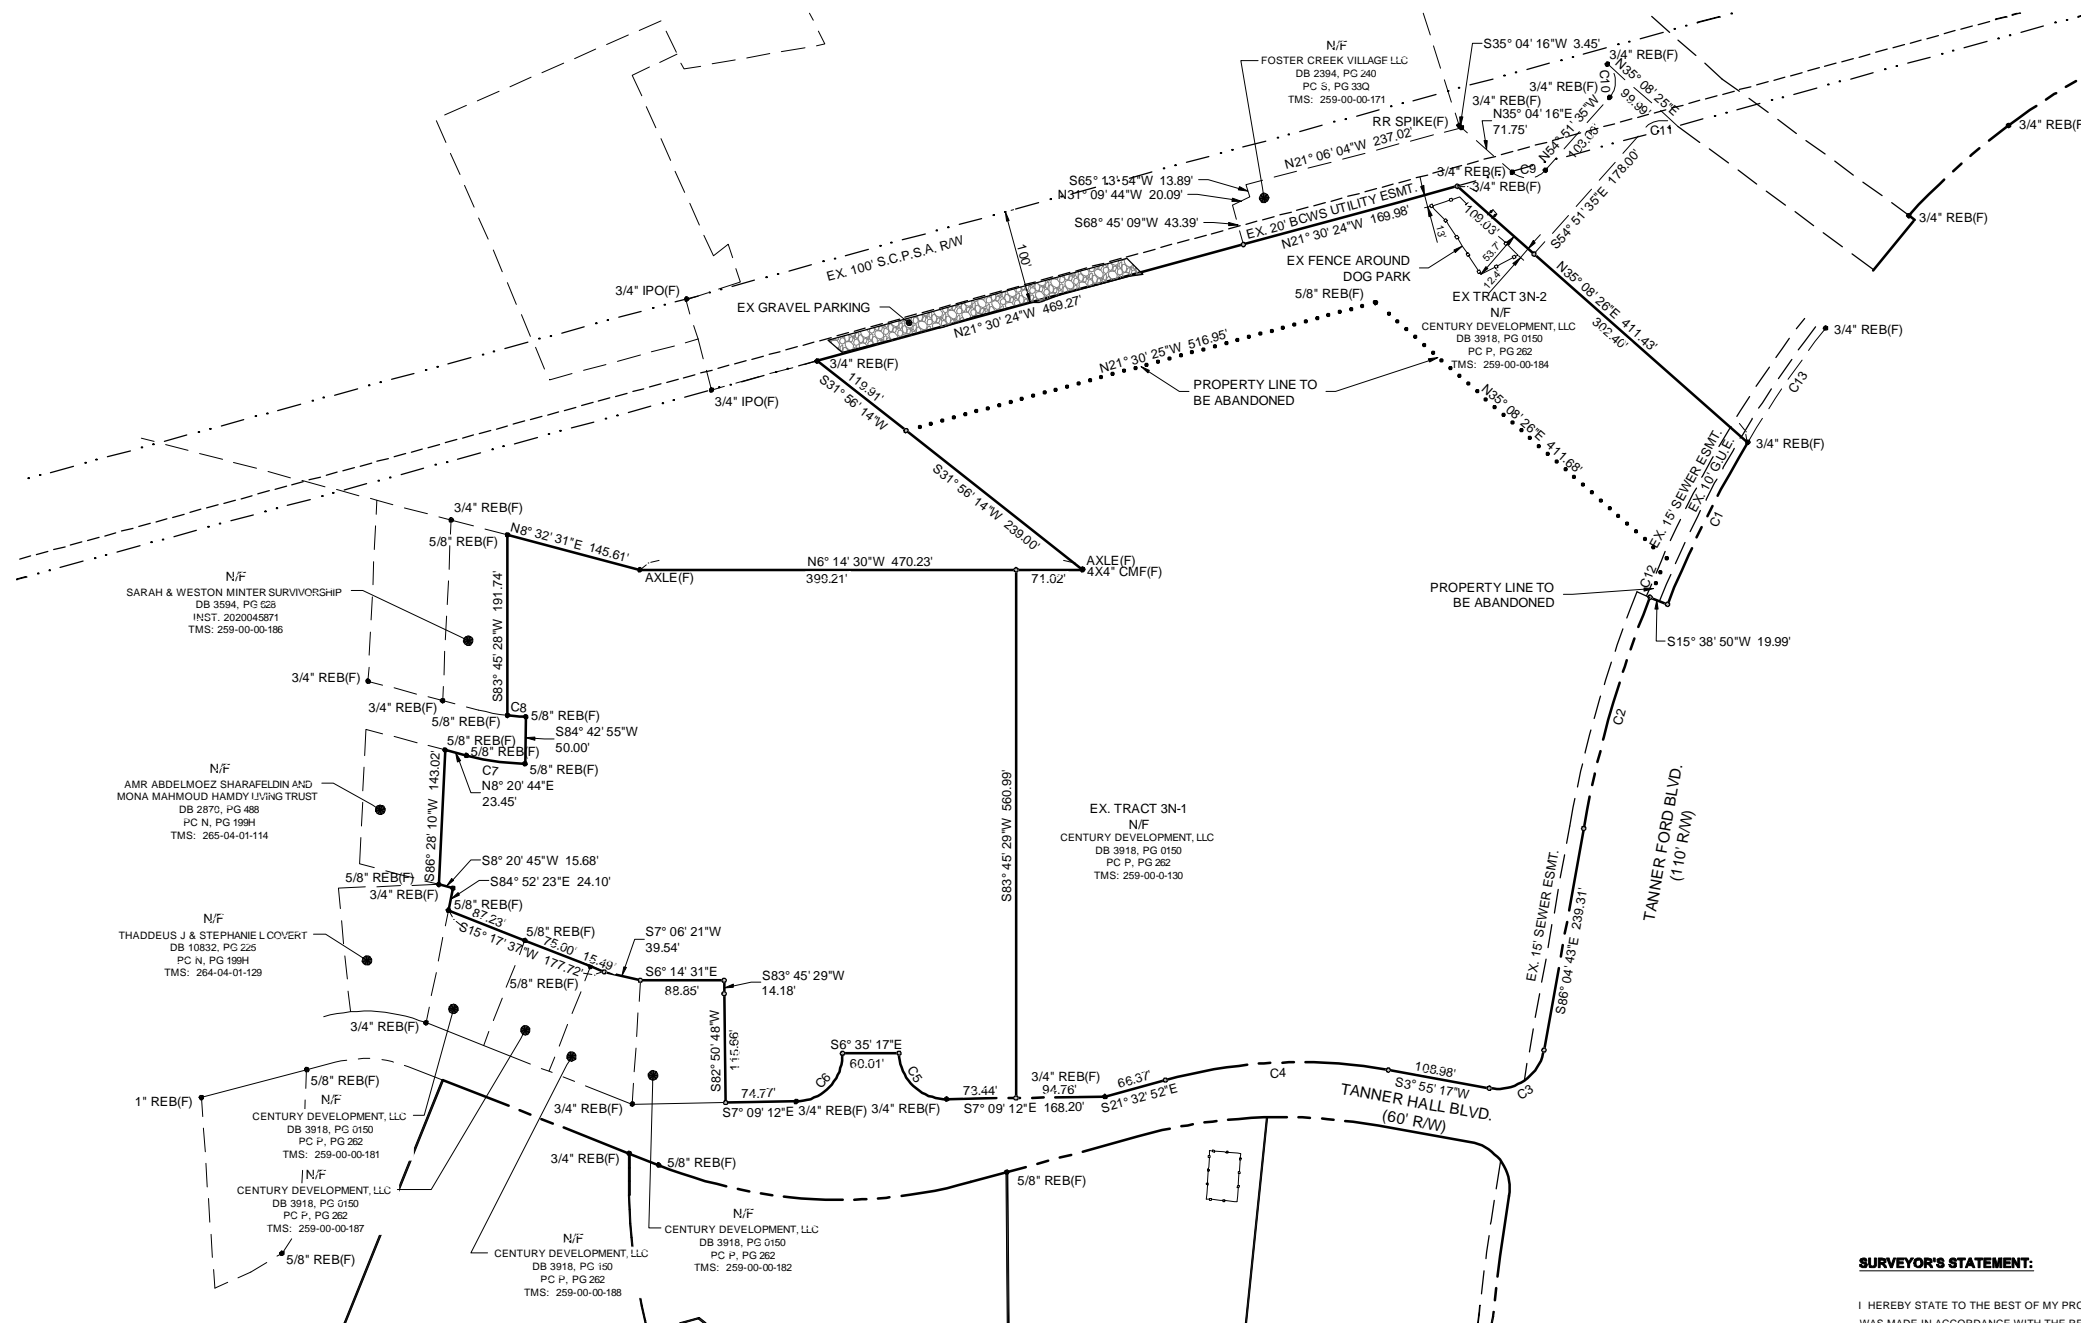 N/F
FOSTER CREEK VILLAGE LLC
DB 2394, PG 240
PC S, PG 33Q
TMS: 259-00-00-171
S35° 04' 16"W 3.45'
3/4" REB(F)
N35° 08' 25"E
99.99'
C10
3/4" REB(F)
3/4" REB(F)
N35° 04' 16"E
71.75'
RR SPIKE(F)
N54° 51' 35"W
103.03'
C11
3/4" REB(F)
N21° 06' 04"W 237.02'
C9
3/4" REB(F)
3/4" REB(F)
S65° 13' 54"W 13.89'
N31° 09' 44"W 20.09'
S68° 45' 09"W 43.39'
S54° 51' 35"E 178.00'
3/4" REB(F)
EX. 20' BCWS UTILITY ESMT.
N21° 30' 24"W 169.98'
109.03'
13'
53.7'
12.4'
EX. 100' S.C.P.S.A. R/W
100'
EX FENCE AROUND
DOG PARK
3/4" IPO(F)
EX GRAVEL PARKING
N21° 30' 24"W 469.27'
5/8" REB(F)
EX TRACT 3N-2
N/F
CENTURY DEVELOPMENT, LLC
DB 3918, PG 0150
PC P, PG 262
TMS: 259-00-00-184
N35° 08' 26"E 411.43'
302.40'
3/4" REB(F)
C13
3/4" REB(F)
3/4" IPO(F)
119.91'
S31° 56' 14"W
N21° 30' 25"W 516.95'
PROPERTY LINE TO
BE ABANDONED
N35° 08' 26"E 411.68'
3/4" REB(F)
EX. 15' SEWER ESMT.
EX. 10' G.U.E.
C1
S31° 56' 14"W 239.00'
3/4" REB(F)
5/8" REB(F)
N8° 32' 31"E 145.61'
AXLE(F)
N6° 14' 30"W 470.23'
399.21'
71.02'
AXLE(F)
4X4" CMF(F)
C12
PROPERTY LINE TO
BE ABANDONED
S15° 38' 50"W 19.99'
N/F
SARAH & WESTON MINTER SURVIVORSHIP
DB 3594, PG 628
INST. 2020045871
TMS: 259-00-00-186
S83° 45' 28"W 191.74'
3/4" REB(F)
3/4" REB(F)
C8
5/8" REB(F)
5/8" REB(F)
S84° 42' 55"W
50.00'
C2
5/8" REB(F)
5/8" REB(F)
5/8" REB(F)
C7
N8° 20' 44"E
23.45'
N/F
AMR ABDELMOEZ SHARAFELDIN AND
MONA MAHMOUD HAMDY LIVING TRUST
DB 2870, PG 488
PC N, PG 199H
TMS: 265-04-01-114
S86° 28' 10"W 143.02'
S83° 45' 29"W 560.99'
EX. TRACT 3N-1
N/F
CENTURY DEVELOPMENT, LLC
DB 3918, PG 0150
PC P, PG 262
TMS: 259-00-0-130
TANNER FORD BLVD.
(110' R/W)
EX. 15' SEWER ESMT.
S86° 04' 43"E 239.31'
S8° 20' 45"W 15.68'
S84° 52' 23"E 24.10'
5/8" REB(F)
3/4" REB(F)
5/8" REB(F)
87.23'
S15° 17' 37"W 177.72'
5/8" REB(F)
75.00'
15.49'
S7° 06' 21"W
39.54'
N/F
THADDEUS J & STEPHANIE L COVERT
DB 10832, PG 225
PC N, PG 199H
TMS: 264-04-01-129
5/8" REB(F)
S6° 14' 31"E
88.85'
S83° 45' 29"W
14.18'
3/4" REB(F)
S82° 50' 48"W
115.66'
S6° 35' 17"E
60.01'
C6
C5
74.77'
S7° 09' 12"E
3/4" REB(F)
3/4" REB(F)
73.44'
3/4" REB(F)
94.76'
S7° 09' 12"E 168.20'
66.37'
S21° 32' 52"E
C4
108.98'
S3° 55' 17"W
C3
TANNER HALL BLVD.
(60' R/W)
1" REB(F)
5/8" REB(F)
3/4" REB(F)
N/F
CENTURY DEVELOPMENT, LLC
DB 3918, PG 0150
PC P, PG 262
TMS: 259-00-00-181
3/4" REB(F)
5/8" REB(F)
5/8" REB(F)
N/F
CENTURY DEVELOPMENT, LLC
DB 3918, PG 0150
PC P, PG 262
TMS: 259-00-00-187
5/8" REB(F)
N/F
CENTURY DEVELOPMENT, LLC
DB 3918, PG 150
PC P, PG 262
TMS: 259-00-00-188
N/F
CENTURY DEVELOPMENT, LLC
DB 3918, PG 0150
PC P, PG 262
TMS: 259-00-00-182
SURVEYOR'S STATEMENT:
I HEREBY STATE TO THE BEST OF MY